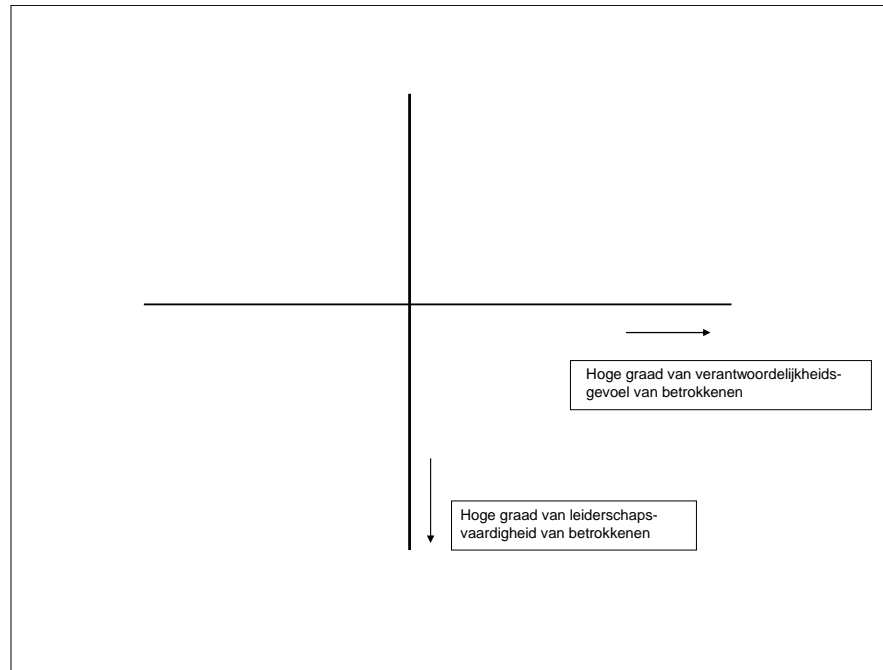 Hoge graad van verantwoordelijkheids-
gevoel van betrokkenen
Hoge graad van leiderschaps-
vaardigheid van betrokkenen